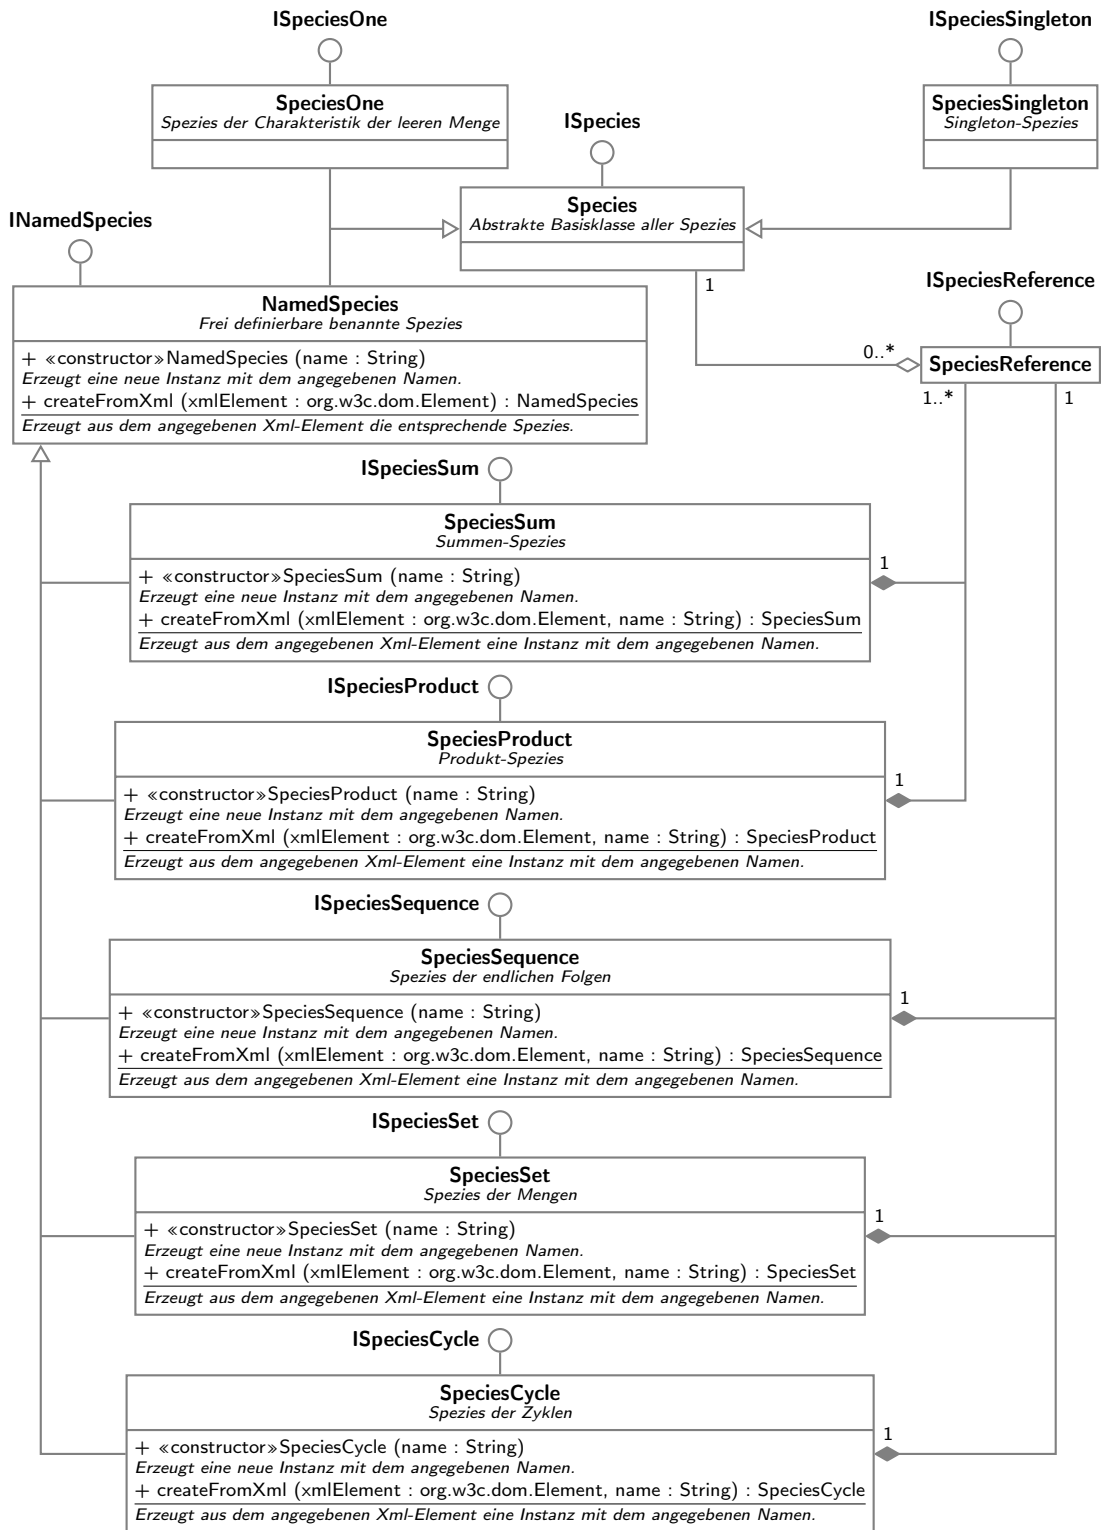 ISpeciesOne
ISpeciesSingleton
SpeciesOne
Spezies der Charakteristik der leeren Menge
SpeciesSingleton
Singleton-Spezies
ISpecies
Species
Abstrakte Basisklasse aller Spezies
INamedSpecies
1
ISpeciesReference
NamedSpecies
Frei definierbare benannte Spezies
+ «constructor»NamedSpecies (name : String)
Erzeugt eine neue Instanz mit dem angegebenen Namen.
+ createFromXml (xmlElement : org.w3c.dom.Element) : NamedSpecies
Erzeugt aus dem angegebenen Xml-Element die entsprechende Spezies.
0..*
SpeciesReference
1..*
1
ISpeciesSum
SpeciesSum
Summen-Spezies
+ «constructor»SpeciesSum (name : String)
Erzeugt eine neue Instanz mit dem angegebenen Namen.
+ createFromXml (xmlElement : org.w3c.dom.Element, name : String) : SpeciesSum
Erzeugt aus dem angegebenen Xml-Element eine Instanz mit dem angegebenen Namen.
1
ISpeciesProduct
SpeciesProduct
Produkt-Spezies
+ «constructor»SpeciesProduct (name : String)
Erzeugt eine neue Instanz mit dem angegebenen Namen.
+ createFromXml (xmlElement : org.w3c.dom.Element, name : String) : SpeciesProduct
Erzeugt aus dem angegebenen Xml-Element eine Instanz mit dem angegebenen Namen.
1
ISpeciesSequence
SpeciesSequence
Spezies der endlichen Folgen
+ «constructor»SpeciesSequence (name : String)
Erzeugt eine neue Instanz mit dem angegebenen Namen.
+ createFromXml (xmlElement : org.w3c.dom.Element, name : String) : SpeciesSequence
Erzeugt aus dem angegebenen Xml-Element eine Instanz mit dem angegebenen Namen.
1
ISpeciesSet
SpeciesSet
Spezies der Mengen
+ «constructor»SpeciesSet (name : String)
Erzeugt eine neue Instanz mit dem angegebenen Namen.
+ createFromXml (xmlElement : org.w3c.dom.Element, name : String) : SpeciesSet
Erzeugt aus dem angegebenen Xml-Element eine Instanz mit dem angegebenen Namen.
1
ISpeciesCycle
SpeciesCycle
Spezies der Zyklen
+ «constructor»SpeciesCycle (name : String)
Erzeugt eine neue Instanz mit dem angegebenen Namen.
+ createFromXml (xmlElement : org.w3c.dom.Element, name : String) : SpeciesCycle
Erzeugt aus dem angegebenen Xml-Element eine Instanz mit dem angegebenen Namen.
1